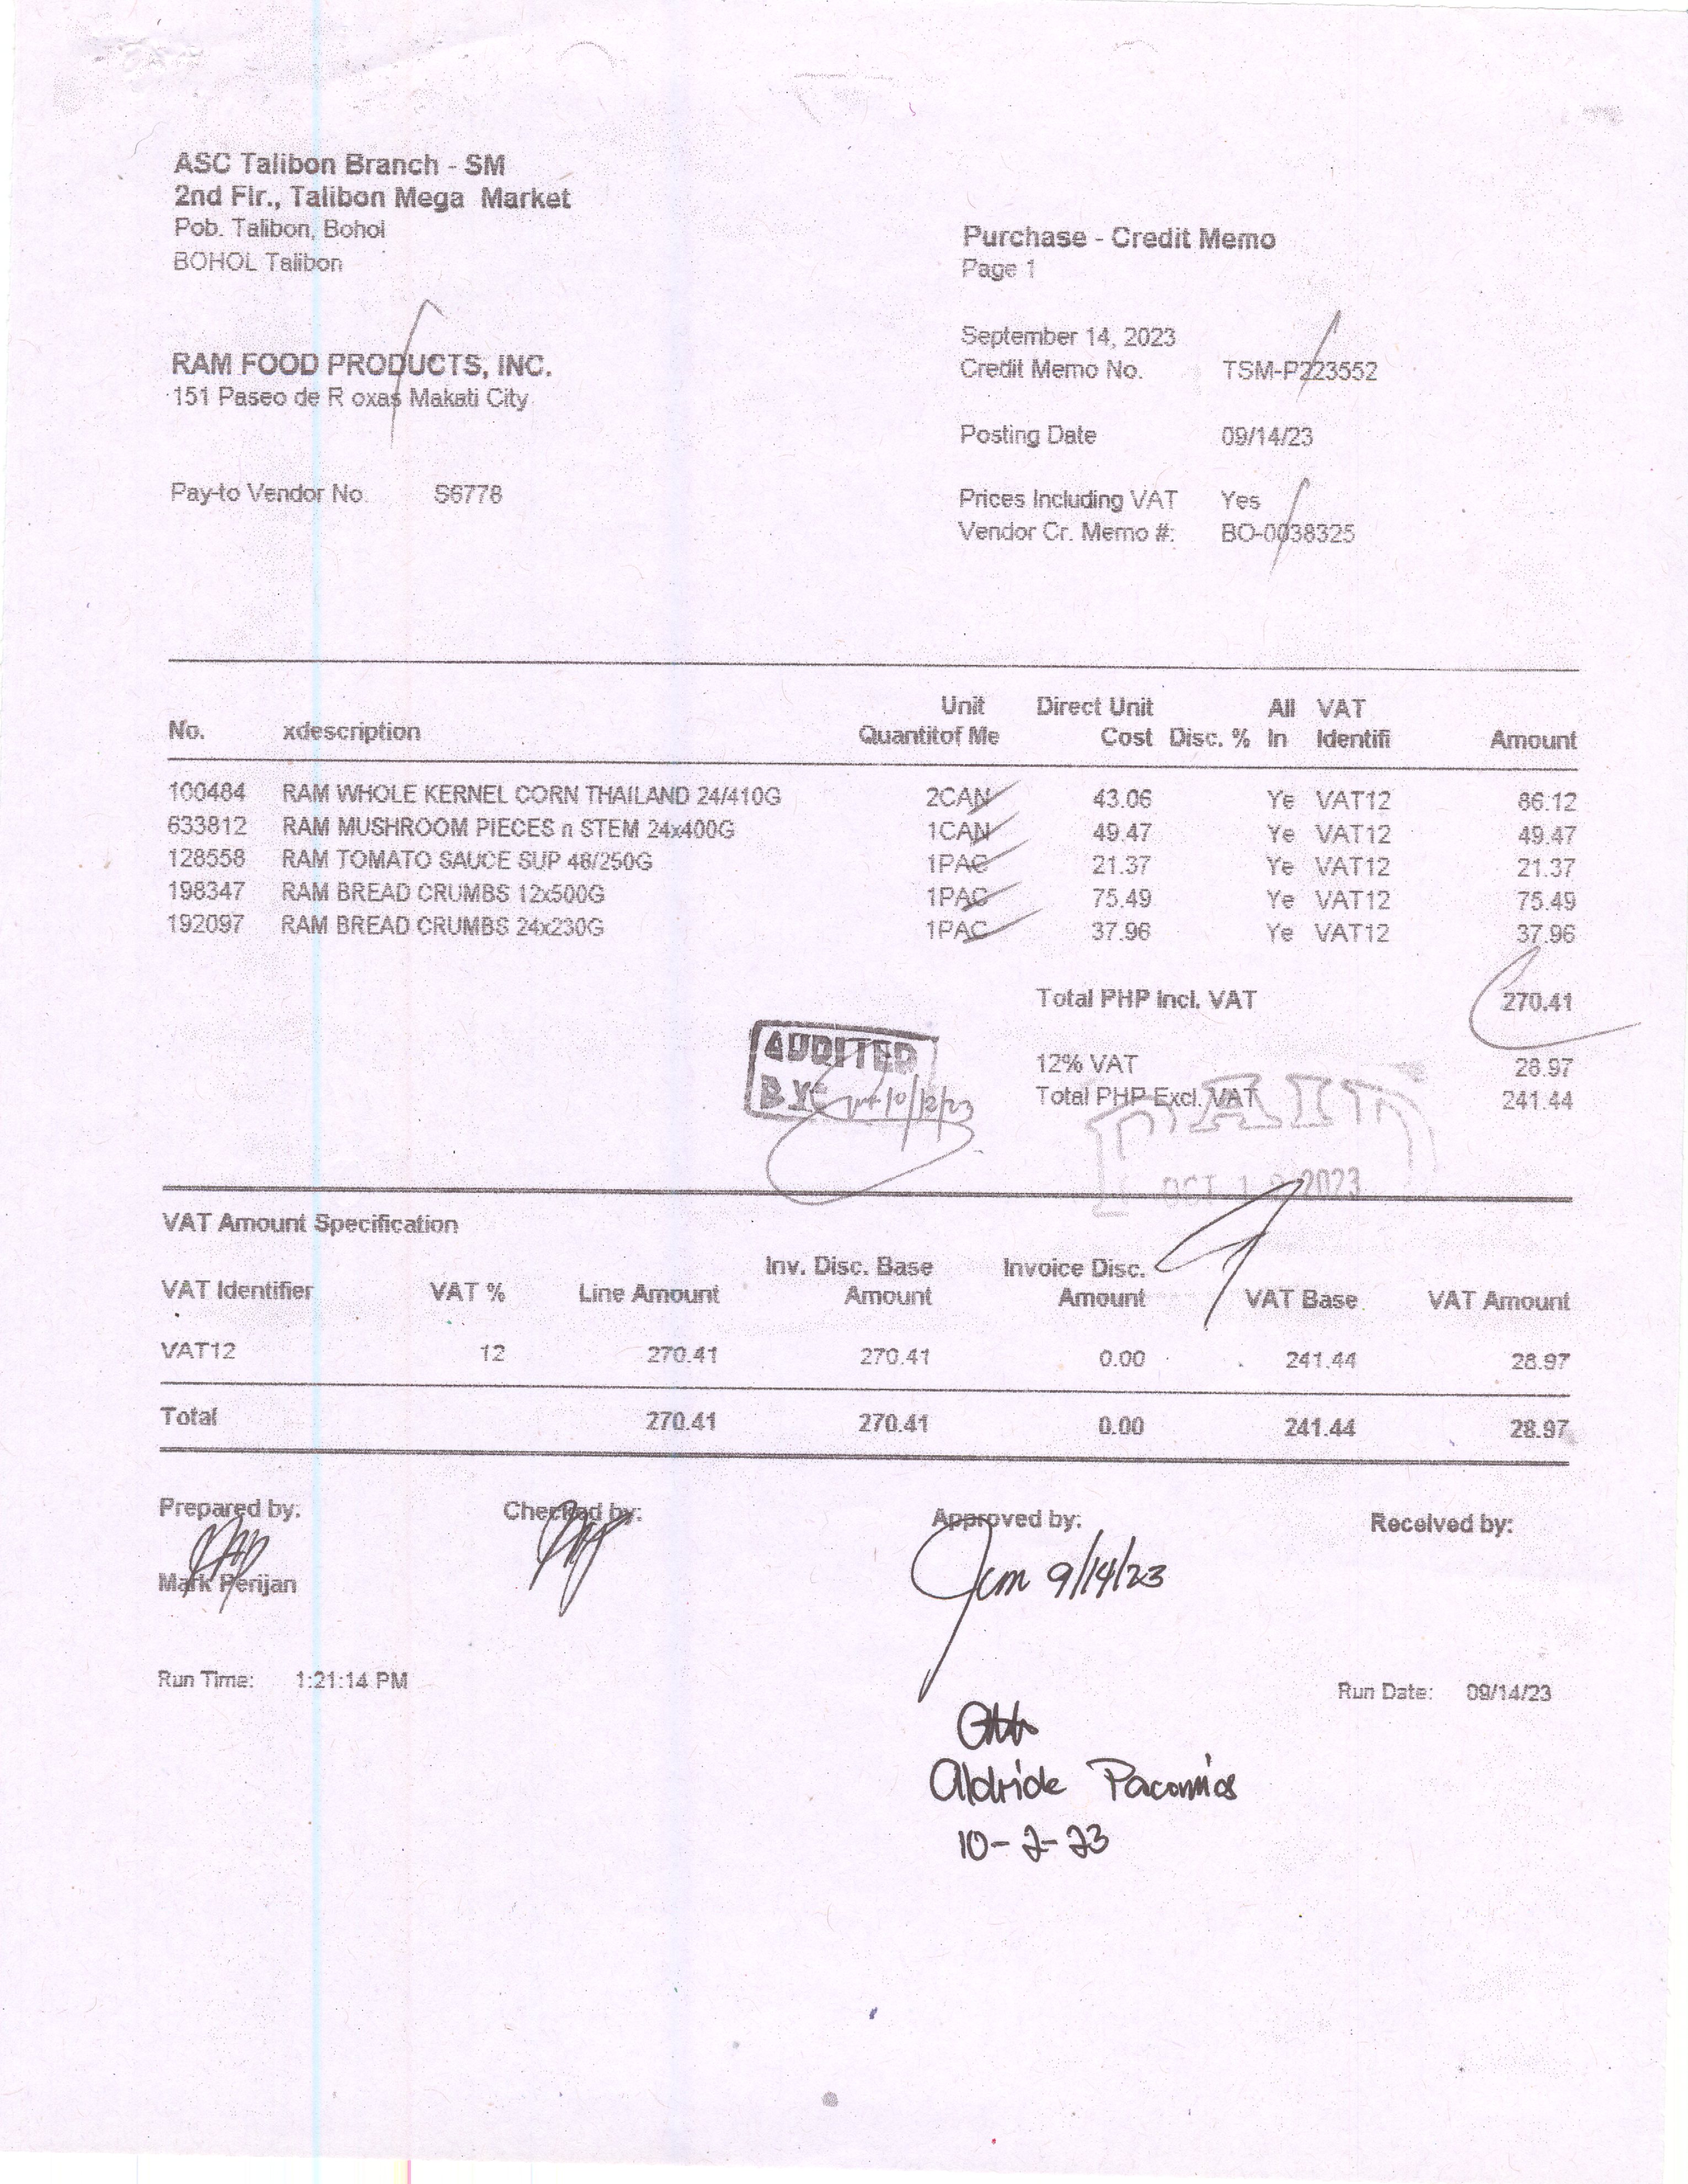 ASC Talibon Branch - SM
2nd Flr., Talibon Mega Market
Pob. Talibon, Bohol
BOHOL Talibon
Purchase - Credit Memo
Page 1
September 14, 2023
Credit Memo No. TSM-P223552
RAM FOOD PRODUCTS, INC.
151 Paseo de R oxas Makati City
Posting Date 09/14/23
Pay-to Vendor No. S6778
Prices Including VAT Yes
Vendor Cr. Memo #: BO-0038325
Unit Direct Unit All VAT
No. xdescription Quantitof Me Cost Disc. % In Identifi Amount
100484 RAM WHOLE KERNEL CORN THAILAND 24/410G 2CAN 43.06 Ye VAT12 86.12
633812 RAM MUSHROOM PIECES n STEM 24x400G 1CAN 49.47 Ye VAT12 49.47
128558 RAM TOMATO SAUCE SUP 48/250G 1PAC 21.37 Ye VAT12 21.37
198347 RAM BREAD CRUMBS 12x500G 1PAC 75.49 Ye VAT12 75.49
192097 RAM BREAD CRUMBS 24x230G 1PAC 37.96 Ye VAT12 37.96
Total PHP Incl. VAT 270.41
12% VAT 28.97
Total PHP Excl. VAT 241.44
AUDITED
BY: 10/12/23
PAID
OCT 2023
VAT Amount Specification
Inv. Disc. Base Invoice Disc.
VAT Identifier VAT % Line Amount Amount Amount VAT Base VAT Amount
VAT12 12 270.41 270.41 0.00 241.44 28.97
Total 270.41 270.41 0.00 241.44 28.97
Prepared by: Checked by: Approved by: Received by:
Mark Perijan
9/14/23
Run Time: 1:21:14 PM Run Date: 09/14/23
Aldride Pacomios
10-2-23